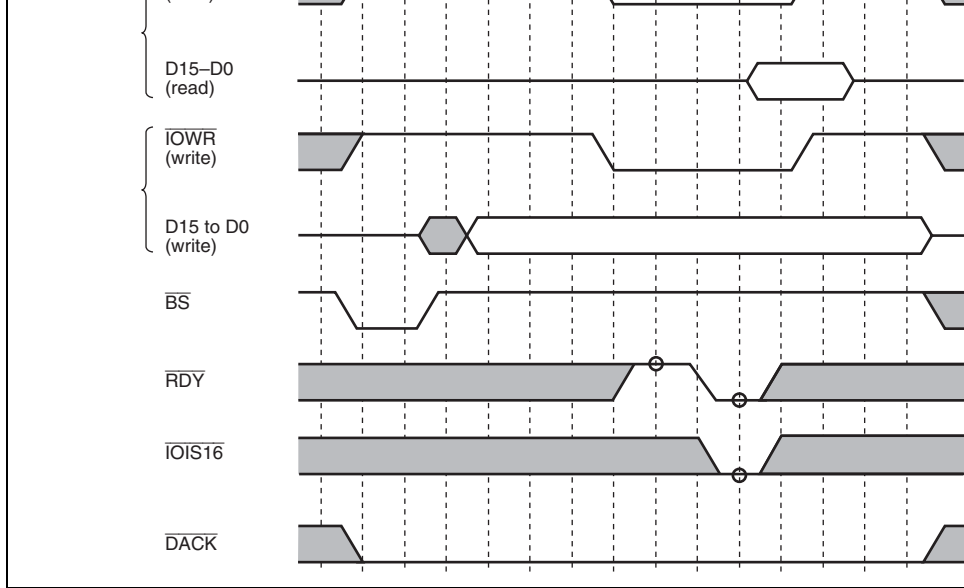 D15–D0
(read)
IOWR
(write)
D15 to D0
(write)
BS
RDY
IOIS16
DACK